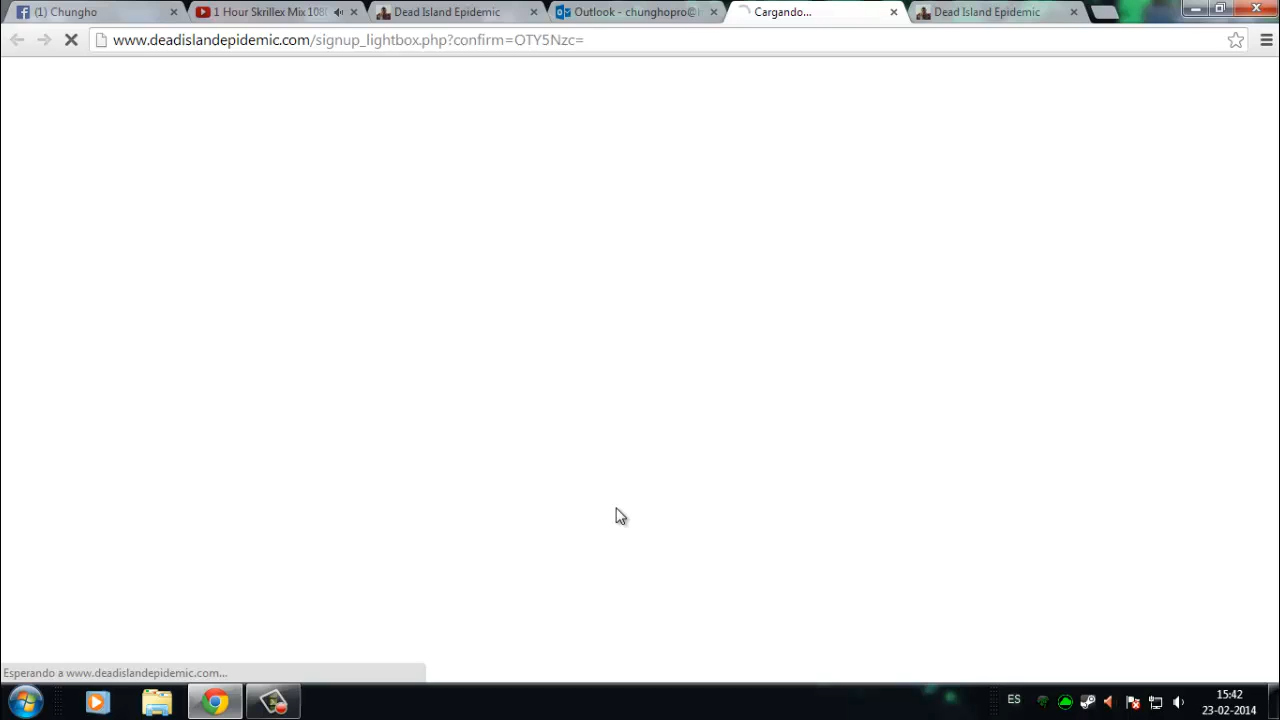 (1) Chungho
1 Hour Skrillex Mix 108
Dead Island Epidemic
Outlook - chunghopro@
Cargando...
Dead Island Epidemic
www.deadislandepidemic.com/signup_lightbox.php?confirm=OTY5Nzc=
Esperando a www.deadislandepidemic.com...
ES
15:42
23-02-2014